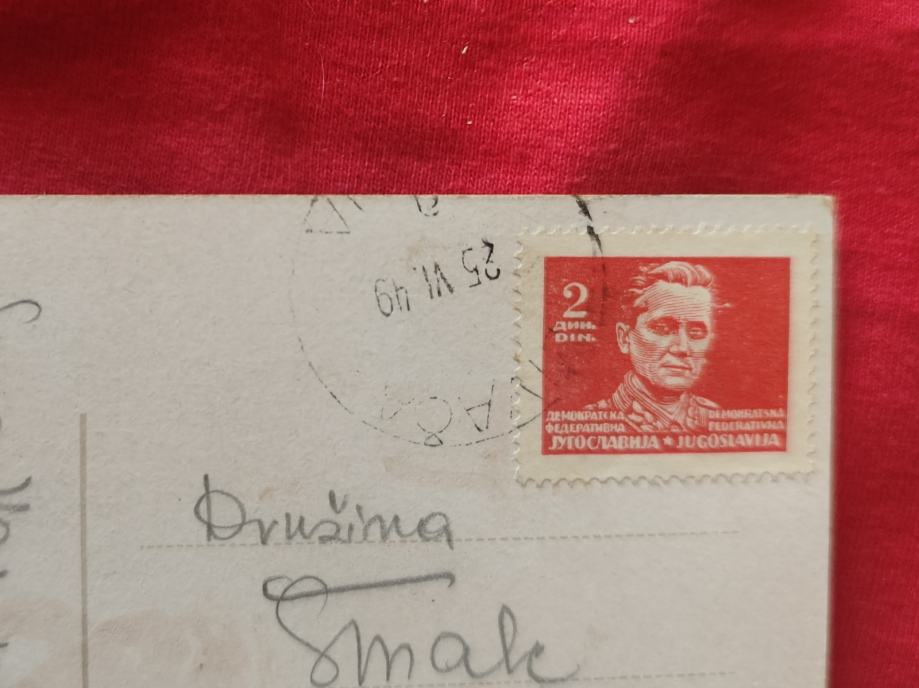 25 VI. 49
2
ДИН.
DIN.
ДЕМОКРАТСКА DEMOKRATSKA
ФЕДЕРАТИВНА FEDERATIVNA
ЈУГОСЛАВИЈА ★ JUGOSLAVIJA
Družina
Smak